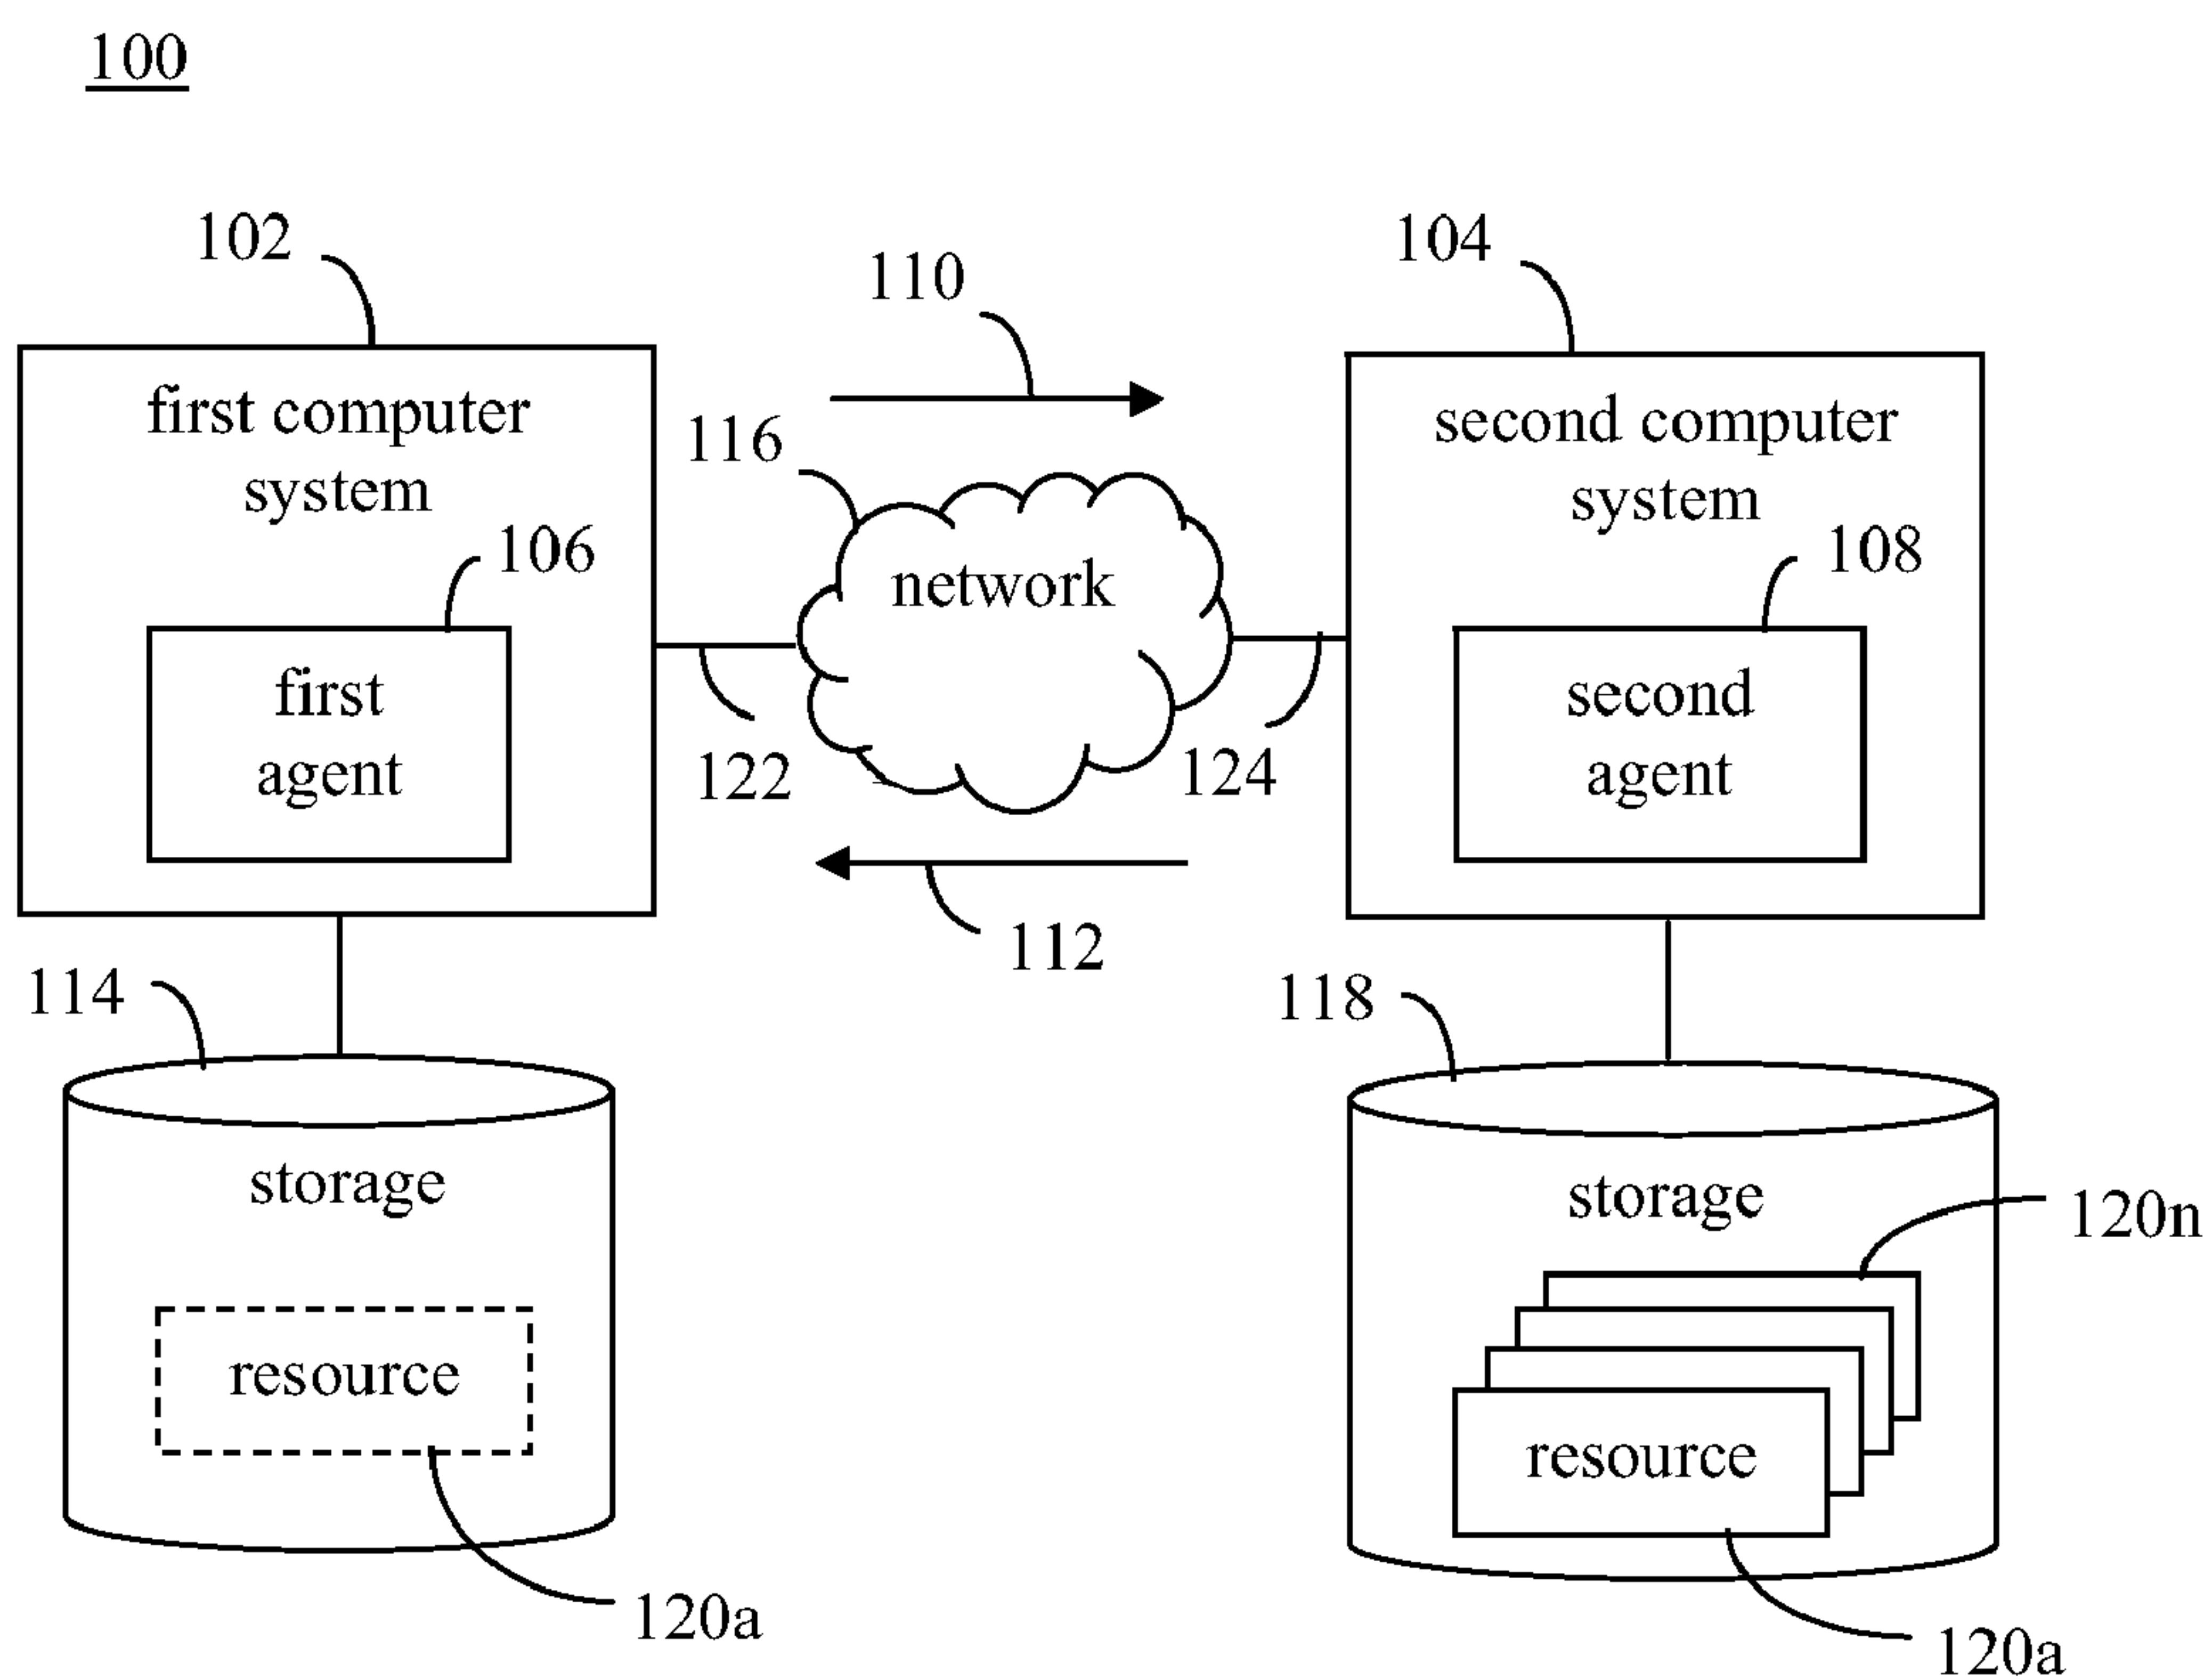 100
102
104
110
first computer
system
116
second computer
system
106
network
108
first
agent
second
agent
122
124
112
114
118
storage
storage
120n
resource
resource
120a
120a